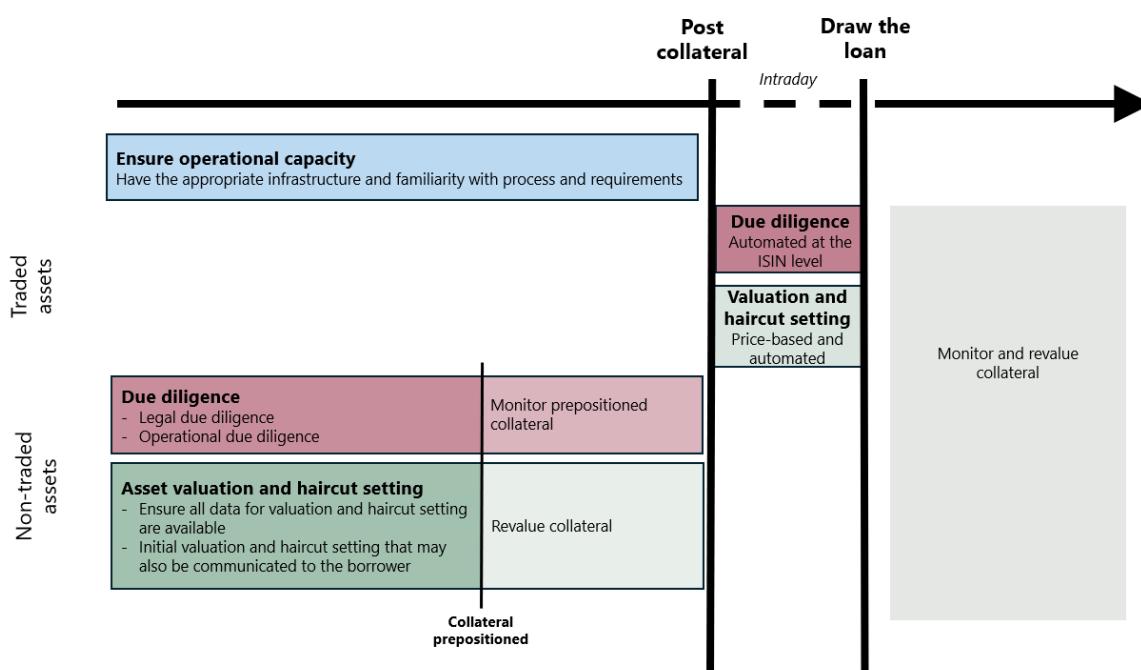 Post
collateral
Draw the
loan
Intraday
Ensure operational capacity
Have the appropriate infrastructure and familiarity with process and requirements
Traded
assets
Due diligence
Automated at the
ISIN level
Valuation and
haircut setting
Price-based and
automated
Monitor and revalue
collateral
Non-traded
assets
Due diligence
- Legal due diligence
- Operational due diligence
Monitor prepositioned
collateral
Asset valuation and haircut setting
- Ensure all data for valuation and haircut setting
are available
- Initial valuation and haircut setting that may
also be communicated to the borrower
Revalue collateral
Collateral
prepositioned